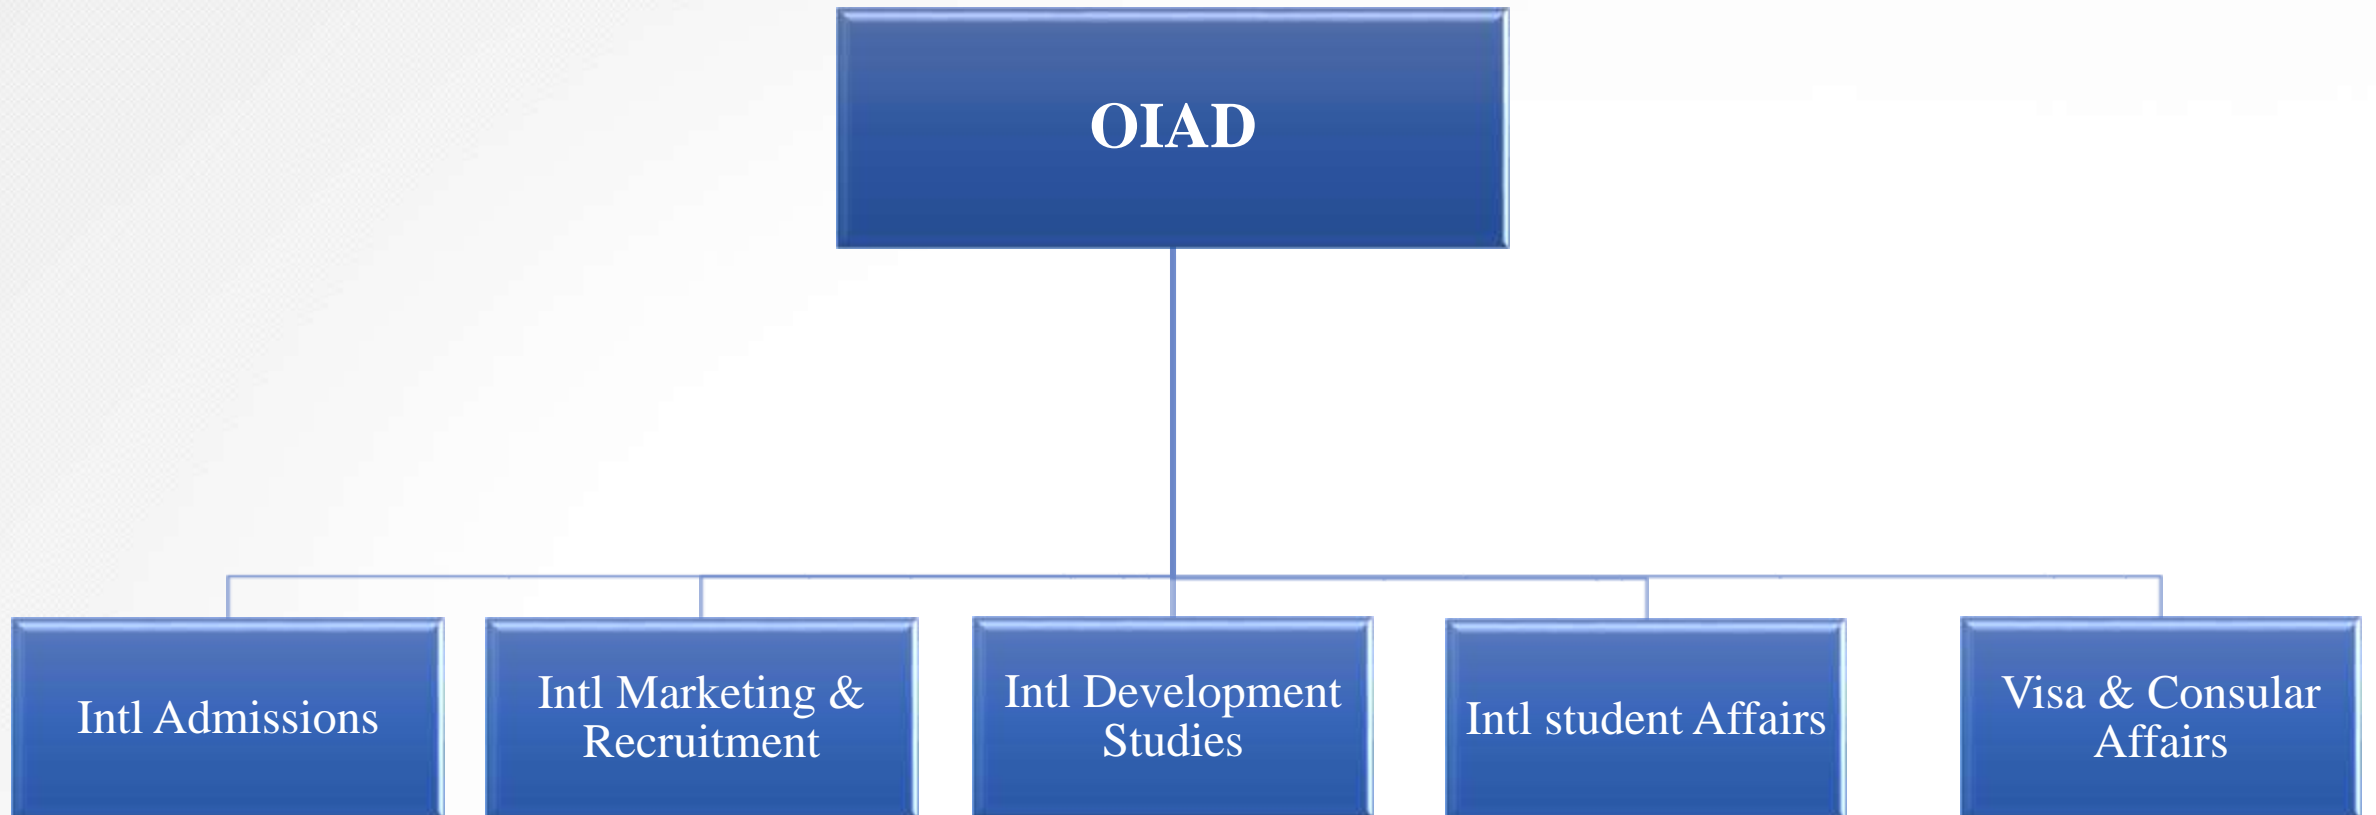 OIAD
Intl Admissions
Intl Marketing &
Recruitment
Intl Development
Studies
Intl student Affairs
Visa & Consular
Affairs